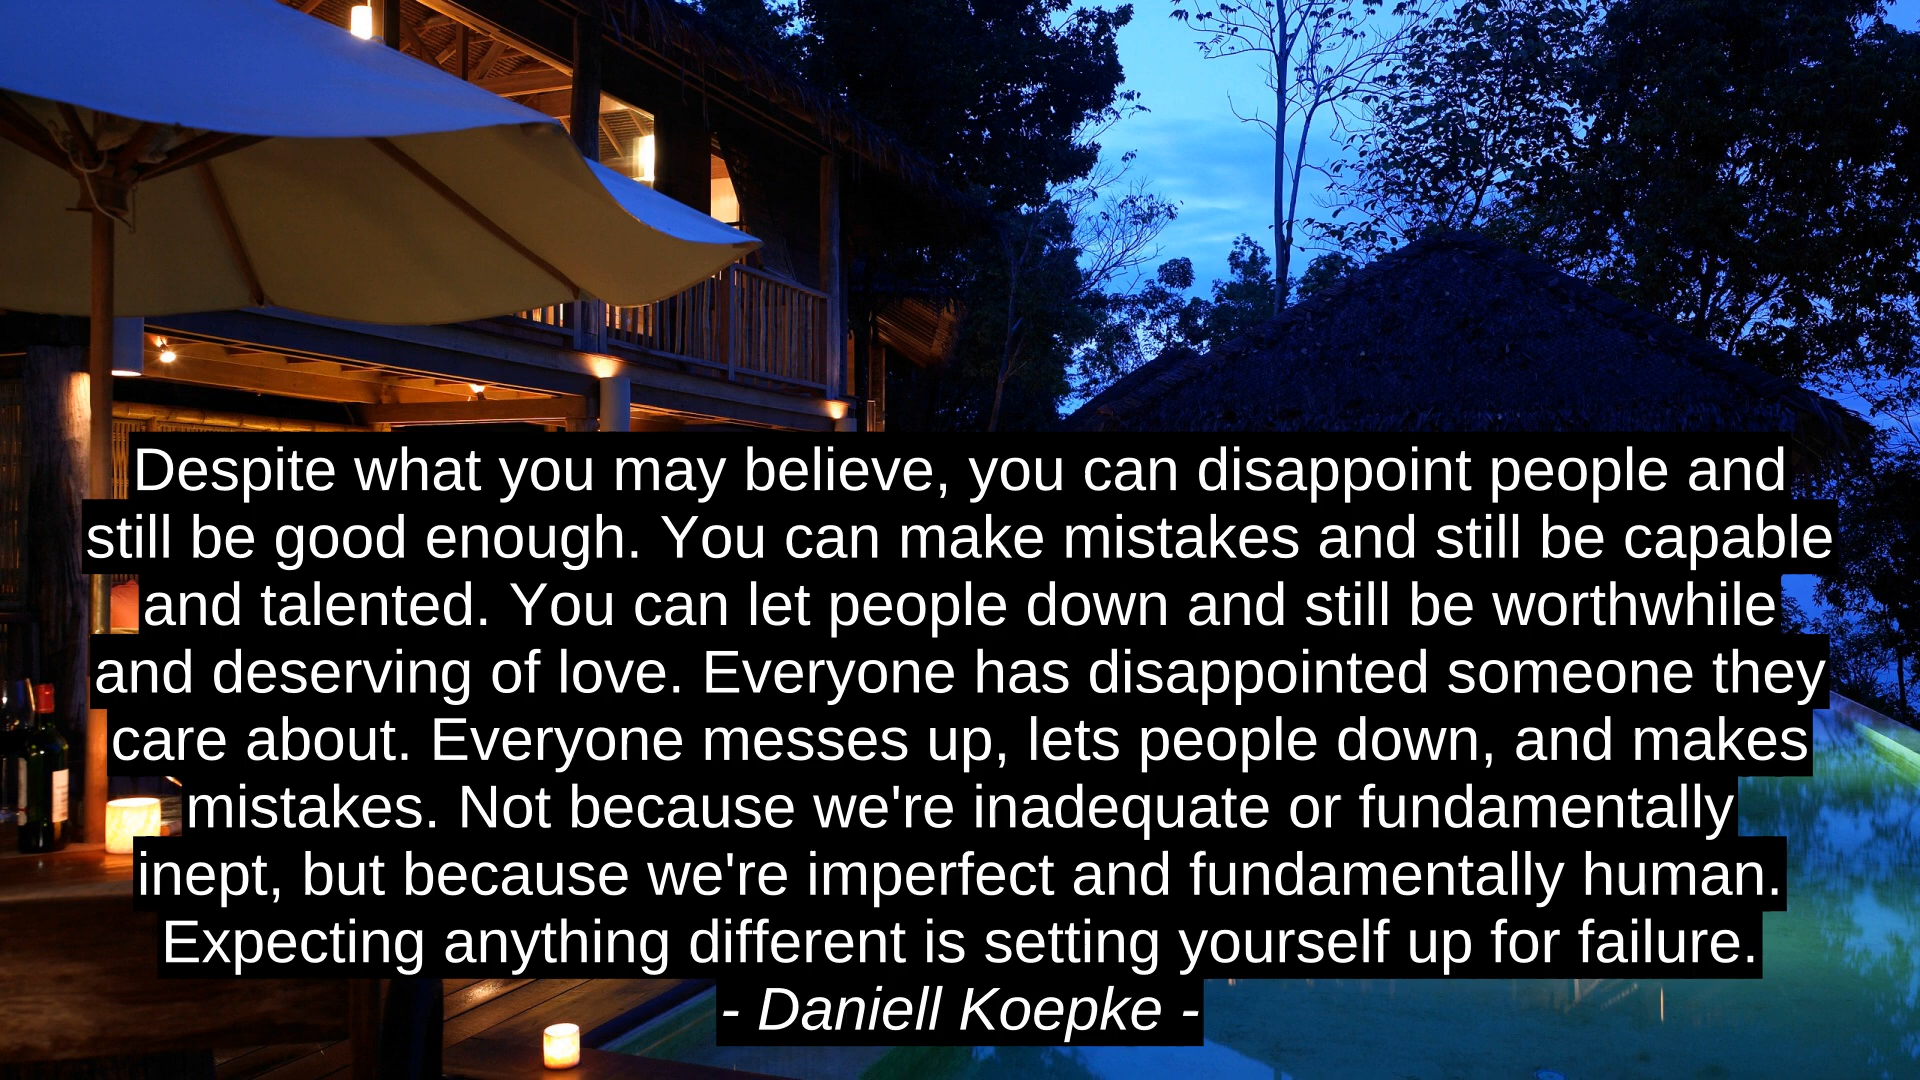 Despite what you may believe, you can disappoint people and
still be good enough. You can make mistakes and still be capable
and talented. You can let people down and still be worthwhile
and deserving of love. Everyone has disappointed someone they
care about. Everyone messes up, lets people down, and makes
mistakes. Not because we're inadequate or fundamentally
inept, but because we're imperfect and fundamentally human.
Expecting anything different is setting yourself up for failure.
- Daniell Koepke -